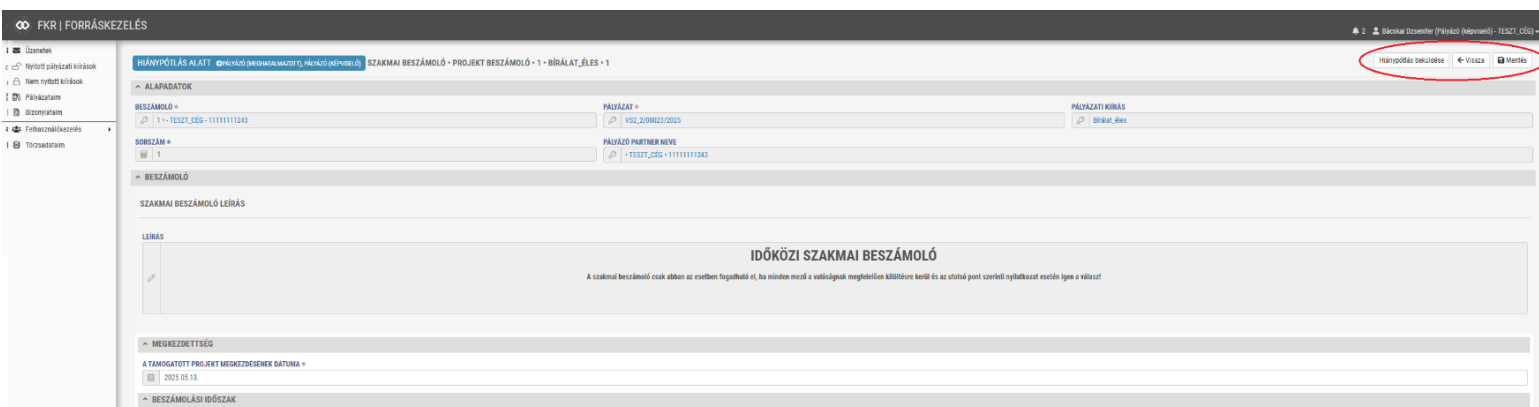 FKR | FORRÁSKEZELÉS
2 Bácskai Dzsenifer (Pályázó (képviselő) - TESZT_CÉG)
Üzenetek
Nyitott pályázati kiírások
Nem nyitott kiírások
Pályázataim
Bizonylataim
Felhasználókezelés
Törzsadataim
HIÁNYPÓTLÁS ALATT PÁLYÁZÓ (MEGHATALMAZOTT), PÁLYÁZÓ (KÉPVISELŐ) SZAKMAI BESZÁMOLÓ • PROJEKT BESZÁMOLÓ • 1 • BÍRÁLAT_ÉLES • 1
Hiánypótlás beküldése Vissza Mentés
ALAPADATOK
BESZÁMOLÓ * PÁLYÁZAT * PÁLYÁZATI KIÍRÁS
1 • - TESZT_CÉG - 11111111243 VS2_2/00023/2025 Bírálat_éles
SORSZÁM * PÁLYÁZÓ PARTNER NEVE
1 • TESZT_CÉG • 11111111243
BESZÁMOLÓ
SZAKMAI BESZÁMOLÓ LEÍRÁS
LEÍRÁS
IDŐKÖZI SZAKMAI BESZÁMOLÓ
A szakmai beszámoló csak abban az esetben fogadható el, ha minden mező a valóságnak megfelelően kitöltésre kerül és az utolsó pont szerinti nyilatkozat esetén Igen a válasz!
MEGKEZDETTSÉG
A TÁMOGATOTT PROJEKT MEGKEZDÉSÉNEK DÁTUMA *
2025.05.13.
BESZÁMOLÁSI IDŐSZAK